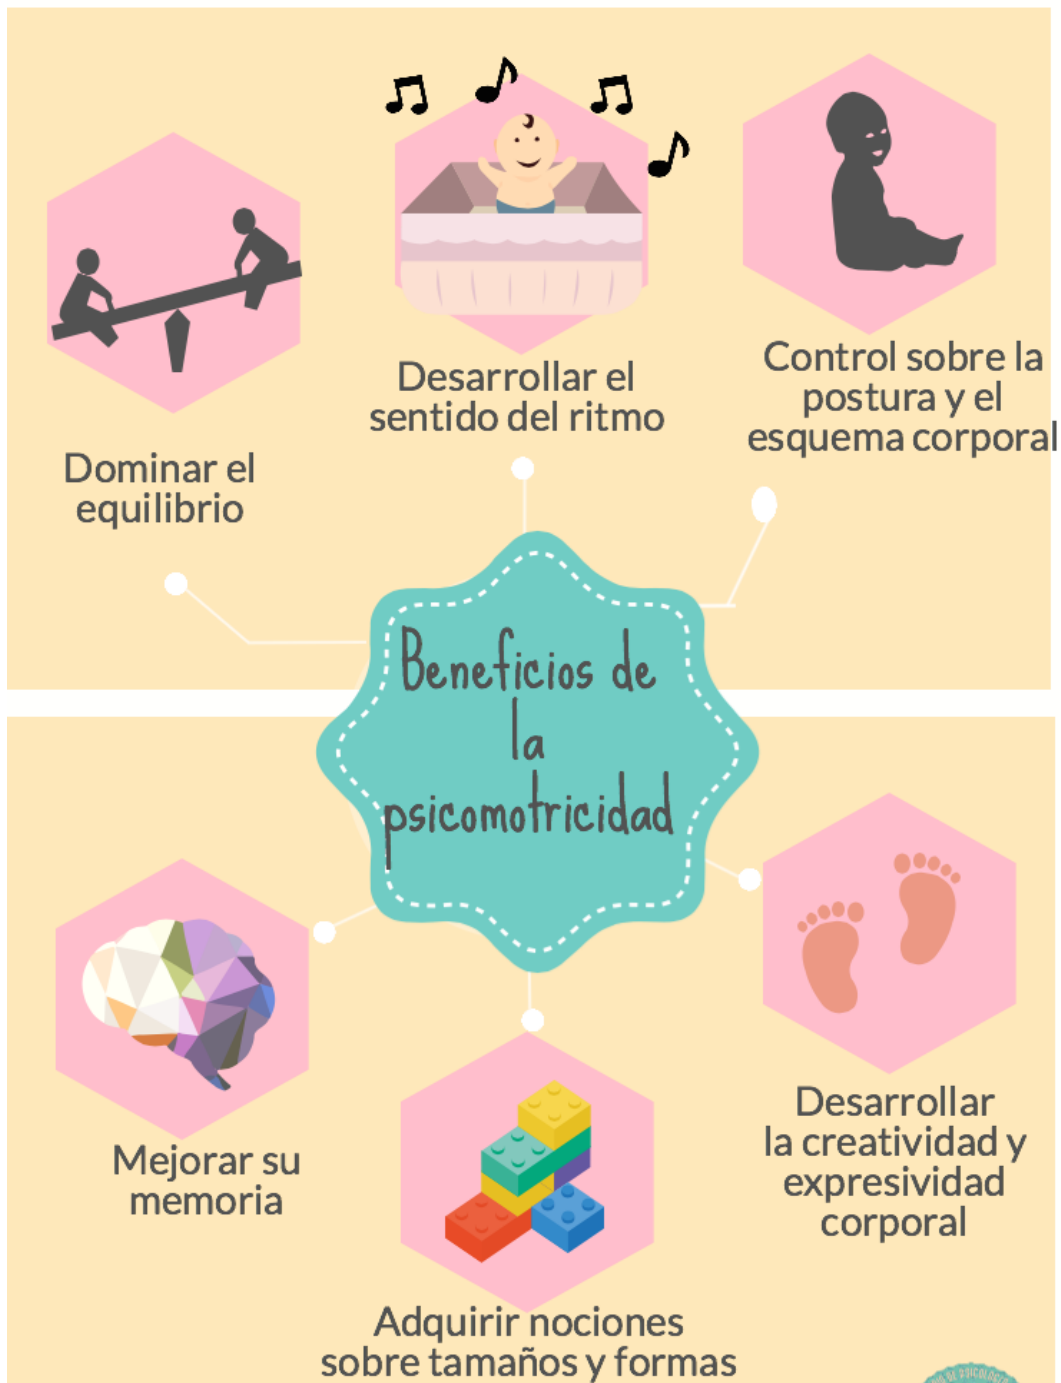 Desarrollar el
sentido del ritmo
Control sobre la
postura y el
esquema corporal
Dominar el
equilibrio
Beneficios de
la
psicomotricidad
Mejorar su
memoria
Desarrollar
la creatividad y
expresividad
corporal
Adquirir nociones
sobre tamaños y formas